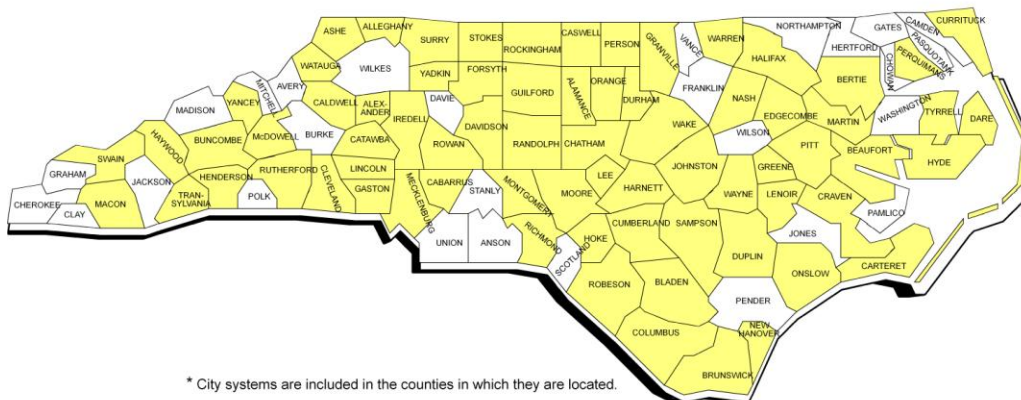 ASHE
ALLEGHANY
SURRY
STOKES
ROCKINGHAM
CASWELL
PERSON
GRANVILLE
VANCE
WARREN
NORTHAMPTON
GATES
CAMDEN
CURRITUCK
PASQUOTANK
PERQUIMANS
CHOWAN
HERTFORD
HALIFAX
WATAUGA
WILKES
YADKIN
FORSYTH
GUILFORD
ALAMANCE
ORANGE
DURHAM
FRANKLIN
NASH
EDGECOMBE
BERTIE
MARTIN
WASHINGTON
TYRRELL
DARE
MITCHELL
AVERY
CALDWELL
ALEX-
ANDER
IREDELL
DAVIE
DAVIDSON
RANDOLPH
CHATHAM
WAKE
WILSON
PITT
BEAUFORT
HYDE
MADISON
YANCEY
McDOWELL
BURKE
CATAWBA
ROWAN
HAYWOOD
BUNCOMBE
SWAIN
GRAHAM
JACKSON
HENDERSON
RUTHERFORD
CLEVELAND
LINCOLN
GASTON
MECKLENBURG
CABARRUS
STANLY
MONTGOMERY
MOORE
LEE
HARNETT
JOHNSTON
WAYNE
GREENE
LENOIR
CRAVEN
PAMLICO
CHEROKEE
CLAY
MACON
TRAN-
SYLVANIA
POLK
UNION
ANSON
RICHMOND
SCOTLAND
HOKE
CUMBERLAND
SAMPSON
DUPLIN
JONES
ONSLOW
CARTERET
ROBESON
BLADEN
PENDER
COLUMBUS
NEW
HANOVER
BRUNSWICK
* City systems are included in the counties in which they are located.